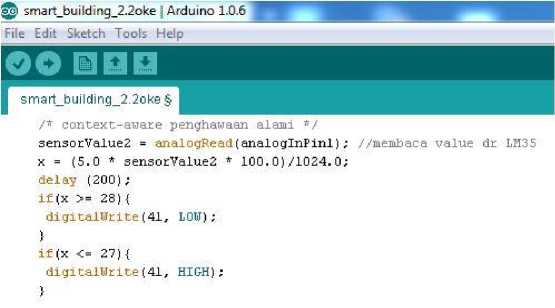 smart_building_2.2oke | Arduino 1.0.6
File Edit Sketch Tools Help
smart_building_2.2oke §
/* context-aware penghawaan alami */
sensorValue2 = analogRead(analogInPin1); //membaca value dr LM35
x = (5.0 * sensorValue2 * 100.0)/1024.0;
delay (200);
if(x >= 28){
digitalWrite(41, LOW);
}
if(x <= 27){
digitalWrite(41, HIGH);
}